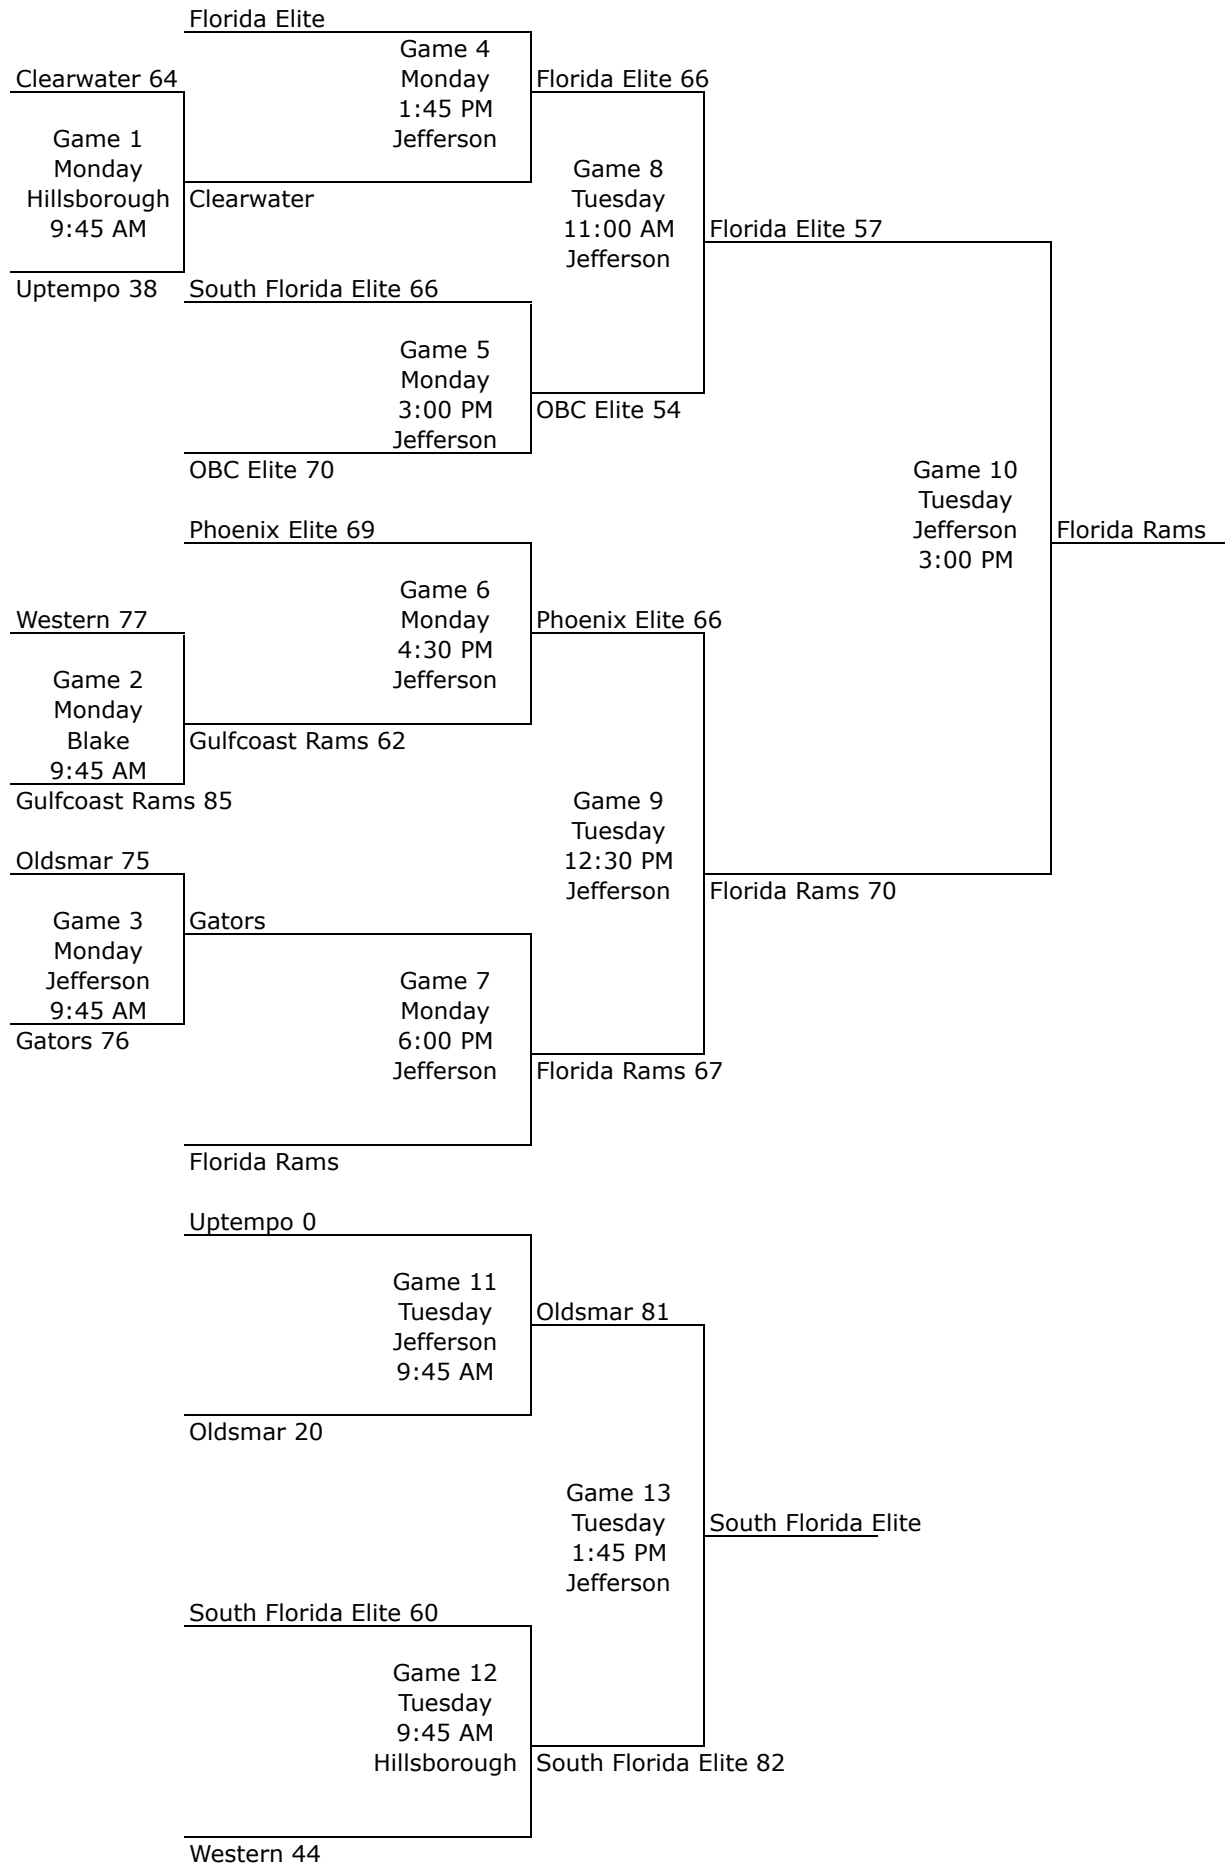 Florida Elite
Game 4
Monday
1:45 PM
Jefferson
Clearwater 64
Florida Elite 66
Game 1
Monday
Hillsborough
9:45 AM
Clearwater
Game 8
Tuesday
11:00 AM
Jefferson
Florida Elite 57
Uptempo 38
South Florida Elite 66
Game 5
Monday
3:00 PM
Jefferson
OBC Elite 54
OBC Elite 70
Game 10
Tuesday
Jefferson
3:00 PM
Florida Rams
Phoenix Elite 69
Game 6
Monday
4:30 PM
Jefferson
Western 77
Phoenix Elite 66
Game 2
Monday
Blake
9:45 AM
Gulfcoast Rams 62
Gulfcoast Rams 85
Game 9
Tuesday
12:30 PM
Jefferson
Oldsmar 75
Florida Rams 70
Game 3
Monday
Jefferson
9:45 AM
Gators
Gators 76
Game 7
Monday
6:00 PM
Jefferson
Florida Rams 67
Florida Rams
Uptempo 0
Game 11
Tuesday
Jefferson
9:45 AM
Oldsmar 81
Oldsmar 20
Game 13
Tuesday
1:45 PM
Jefferson
South Florida Elite
South Florida Elite 60
Game 12
Tuesday
9:45 AM
Hillsborough
South Florida Elite 82
Western 44